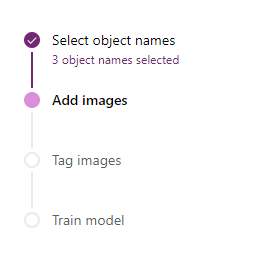 Select object names
3 object names selected
Add images
Tag images
Train model